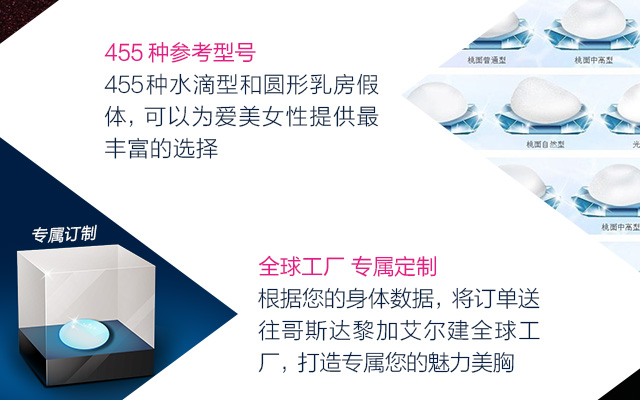 455 种参考型号
455种水滴型和圆形乳房假
体，可以为爱美女性提供最
丰富的选择
桃面普通型
桃面中高型
桃面自然型
光
桃面中高型
专属订制
全球工厂 专属定制
根据您的身体数据，将订单送
往哥斯达黎加艾尔建全球工
厂，打造专属您的魅力美胸